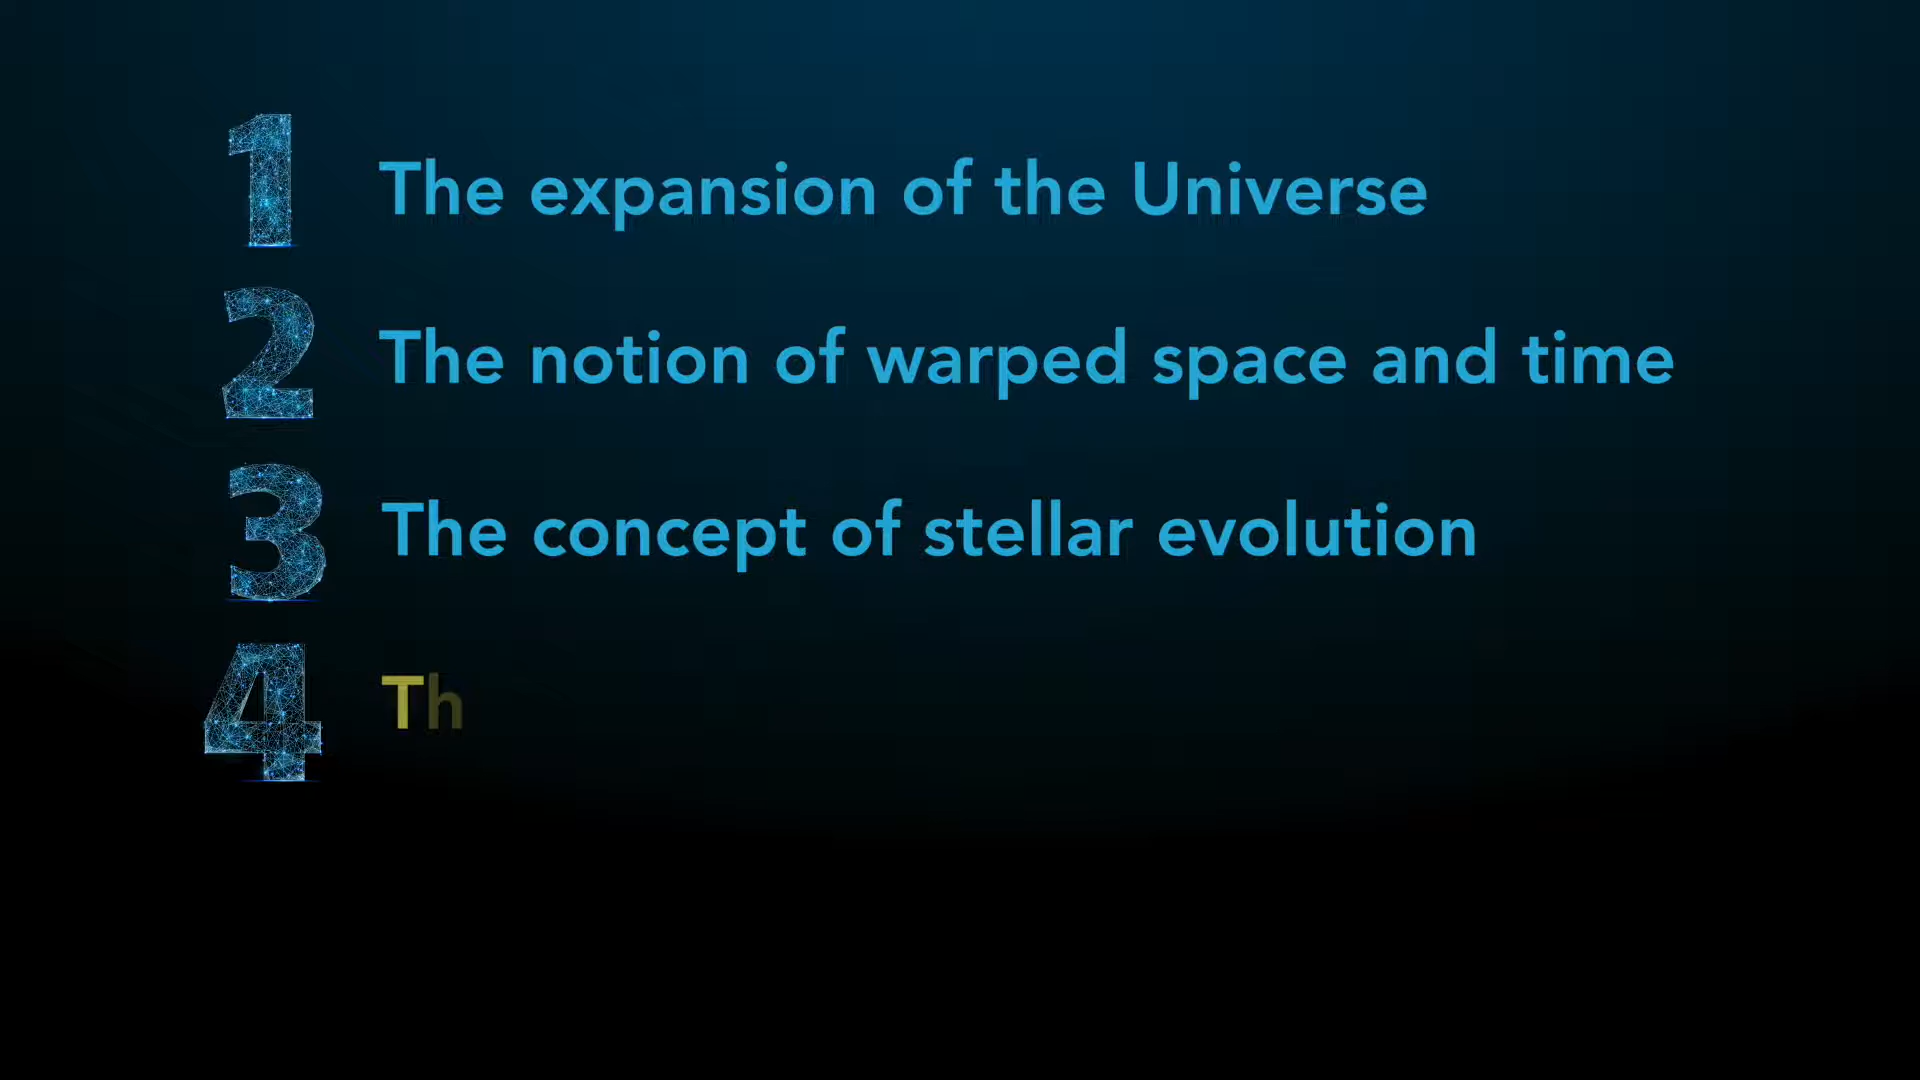 1 The expansion of the Universe
2 The notion of warped space and time
3 The concept of stellar evolution
4 Th